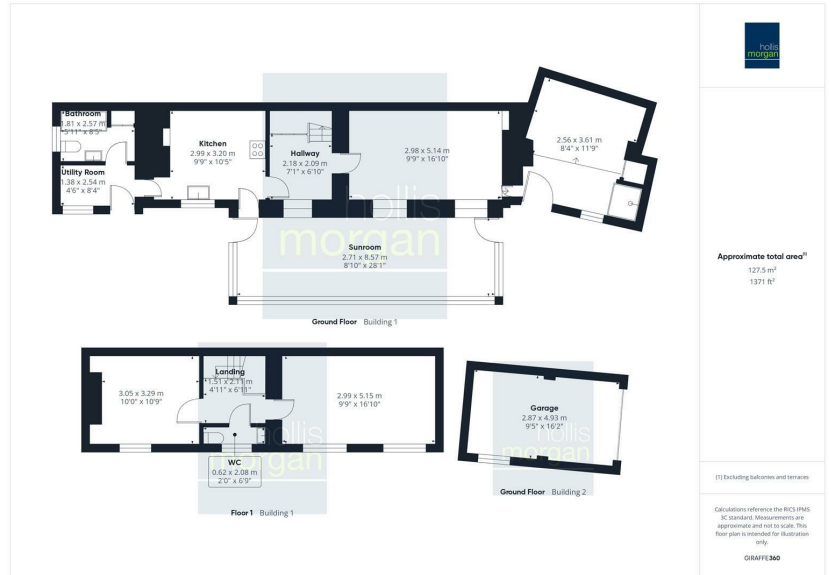 hollis
morgan
Bathroom
1.81 x 2.57 m
5'11" x 8'5"
Utility Room
1.38 x 2.54 m
4'6" x 8'4"
Kitchen
2.99 x 3.20 m
9'9" x 10'5"
Hallway
2.18 x 2.09 m
7'1" x 6'10"
2.98 x 5.14 m
9'9" x 16'10"
2.56 x 3.61 m
8'4" x 11'9"
hollis
morgan
Sunroom
2.71 x 8.57 m
8'10" x 28'1"
Ground Floor Building 1
Approximate total area(1)
127.5 m²
1371 ft²
3.05 x 3.29 m
10'0" x 10'9"
Landing
1.51 x 2.11 m
4'11" x 6'11"
2.99 x 5.15 m
9'9" x 16'10"
hollis
morgan
WC
0.62 x 2.08 m
2'0" x 6'9"
Floor 1 Building 1
Garage
2.87 x 4.93 m
9'5" x 16'2"
hollis
morgan
Ground Floor Building 2
(1) Excluding balconies and terraces
Calculations reference the RICS IPMS
3C standard. Measurements are
approximate and not to scale. This
floor plan is intended for illustration
only.
GIRAFFE360